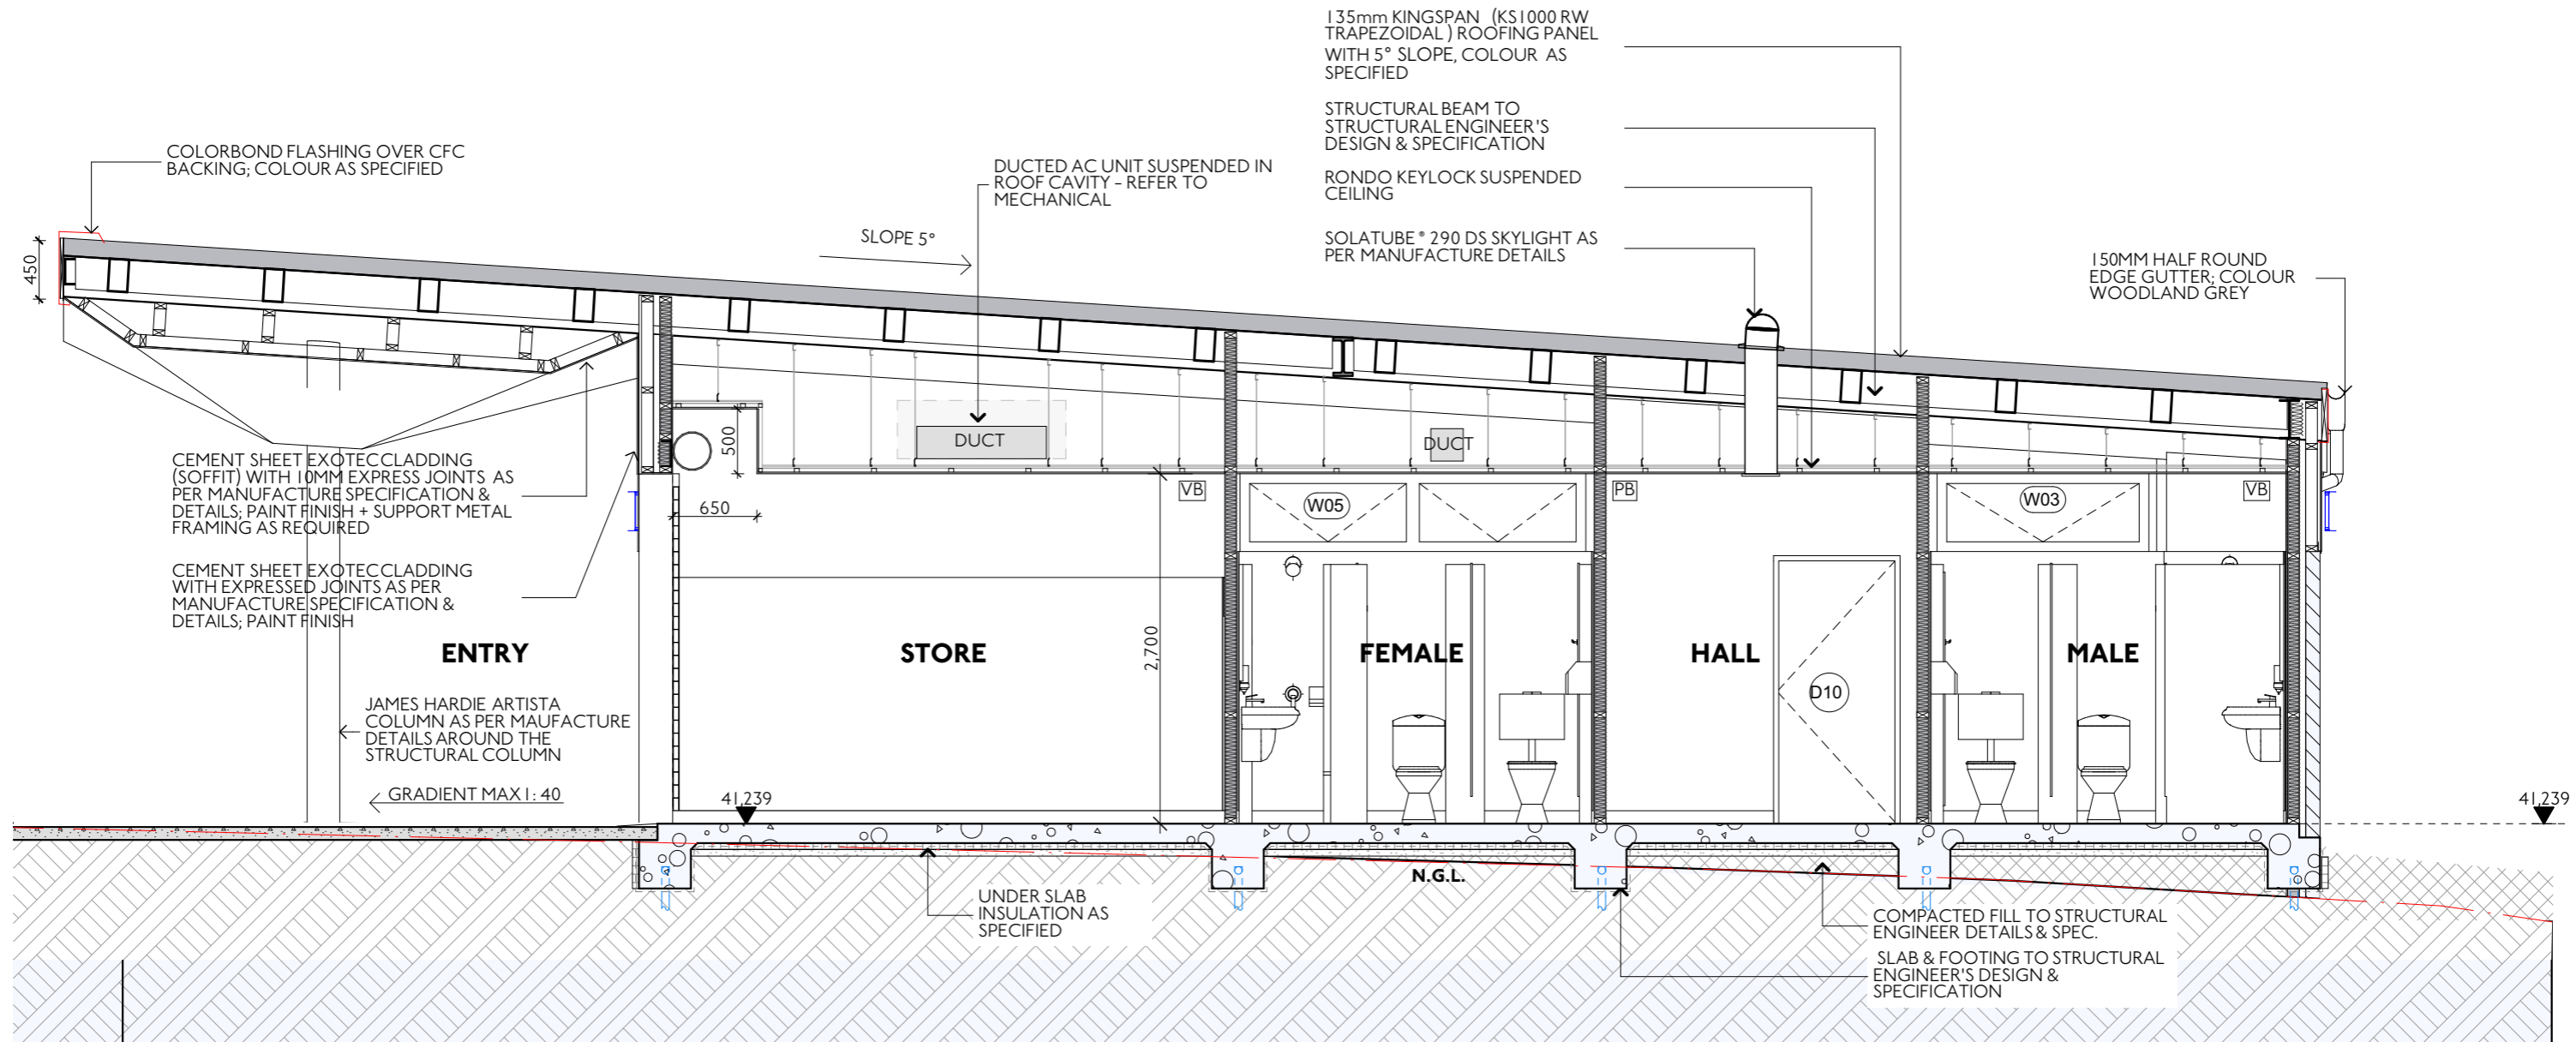 135mm KINGSPAN (KS1000 RW
TRAPEZOIDAL ) ROOFING PANEL
WITH 5° SLOPE, COLOUR AS
SPECIFIED
STRUCTURAL BEAM TO
STRUCTURAL ENGINEER'S
DESIGN & SPECIFICATION
RONDO KEYLOCK SUSPENDED
CEILING
SOLATUBE ® 290 DS SKYLIGHT AS
PER MANUFACTURE DETAILS
COLORBOND FLASHING OVER CFC
BACKING; COLOUR AS SPECIFIED
DUCTED AC UNIT SUSPENDED IN
ROOF CAVITY - REFER TO
MECHANICAL
SLOPE 5°
150MM HALF ROUND
EDGE GUTTER; COLOUR
WOODLAND GREY
450
500
DUCT
DUCT
CEMENT SHEET EXOTEC CLADDING
(SOFFIT) WITH 10MM EXPRESS JOINTS AS
PER MANUFACTURE SPECIFICATION &
DETAILS; PAINT FINISH + SUPPORT METAL
FRAMING AS REQUIRED
650
VB
W05
PB
W03
VB
CEMENT SHEET EXOTEC CLADDING
WITH EXPRESSED JOINTS AS PER
MANUFACTURE SPECIFICATION &
DETAILS; PAINT FINISH
ENTRY
STORE
2,700
FEMALE
HALL
MALE
D10
JAMES HARDIE ARTISTA
COLUMN AS PER MAUFACTURE
DETAILS AROUND THE
STRUCTURAL COLUMN
GRADIENT MAX 1: 40
41,239
41,239
N.G.L.
UNDER SLAB
INSULATION AS
SPECIFIED
COMPACTED FILL TO STRUCTURAL
ENGINEER DETAILS & SPEC.
SLAB & FOOTING TO STRUCTURAL
ENGINEER'S DESIGN &
SPECIFICATION